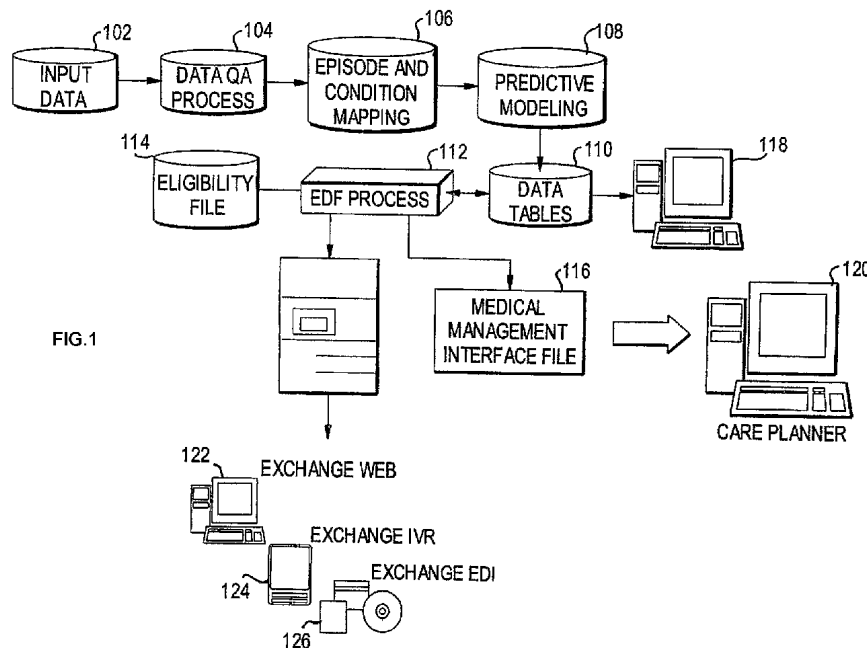 102
104
106
108
INPUT
DATA
DATA QA
PROCESS
EPISODE AND
CONDITION
MAPPING
PREDICTIVE
MODELING
114
ELIGIBILITY
FILE
112
EDF PROCESS
110
DATA
TABLES
118
FIG.1
116
MEDICAL
MANAGEMENT
INTERFACE FILE
120
CARE PLANNER
122
EXCHANGE WEB
124
EXCHANGE IVR
126
EXCHANGE EDI